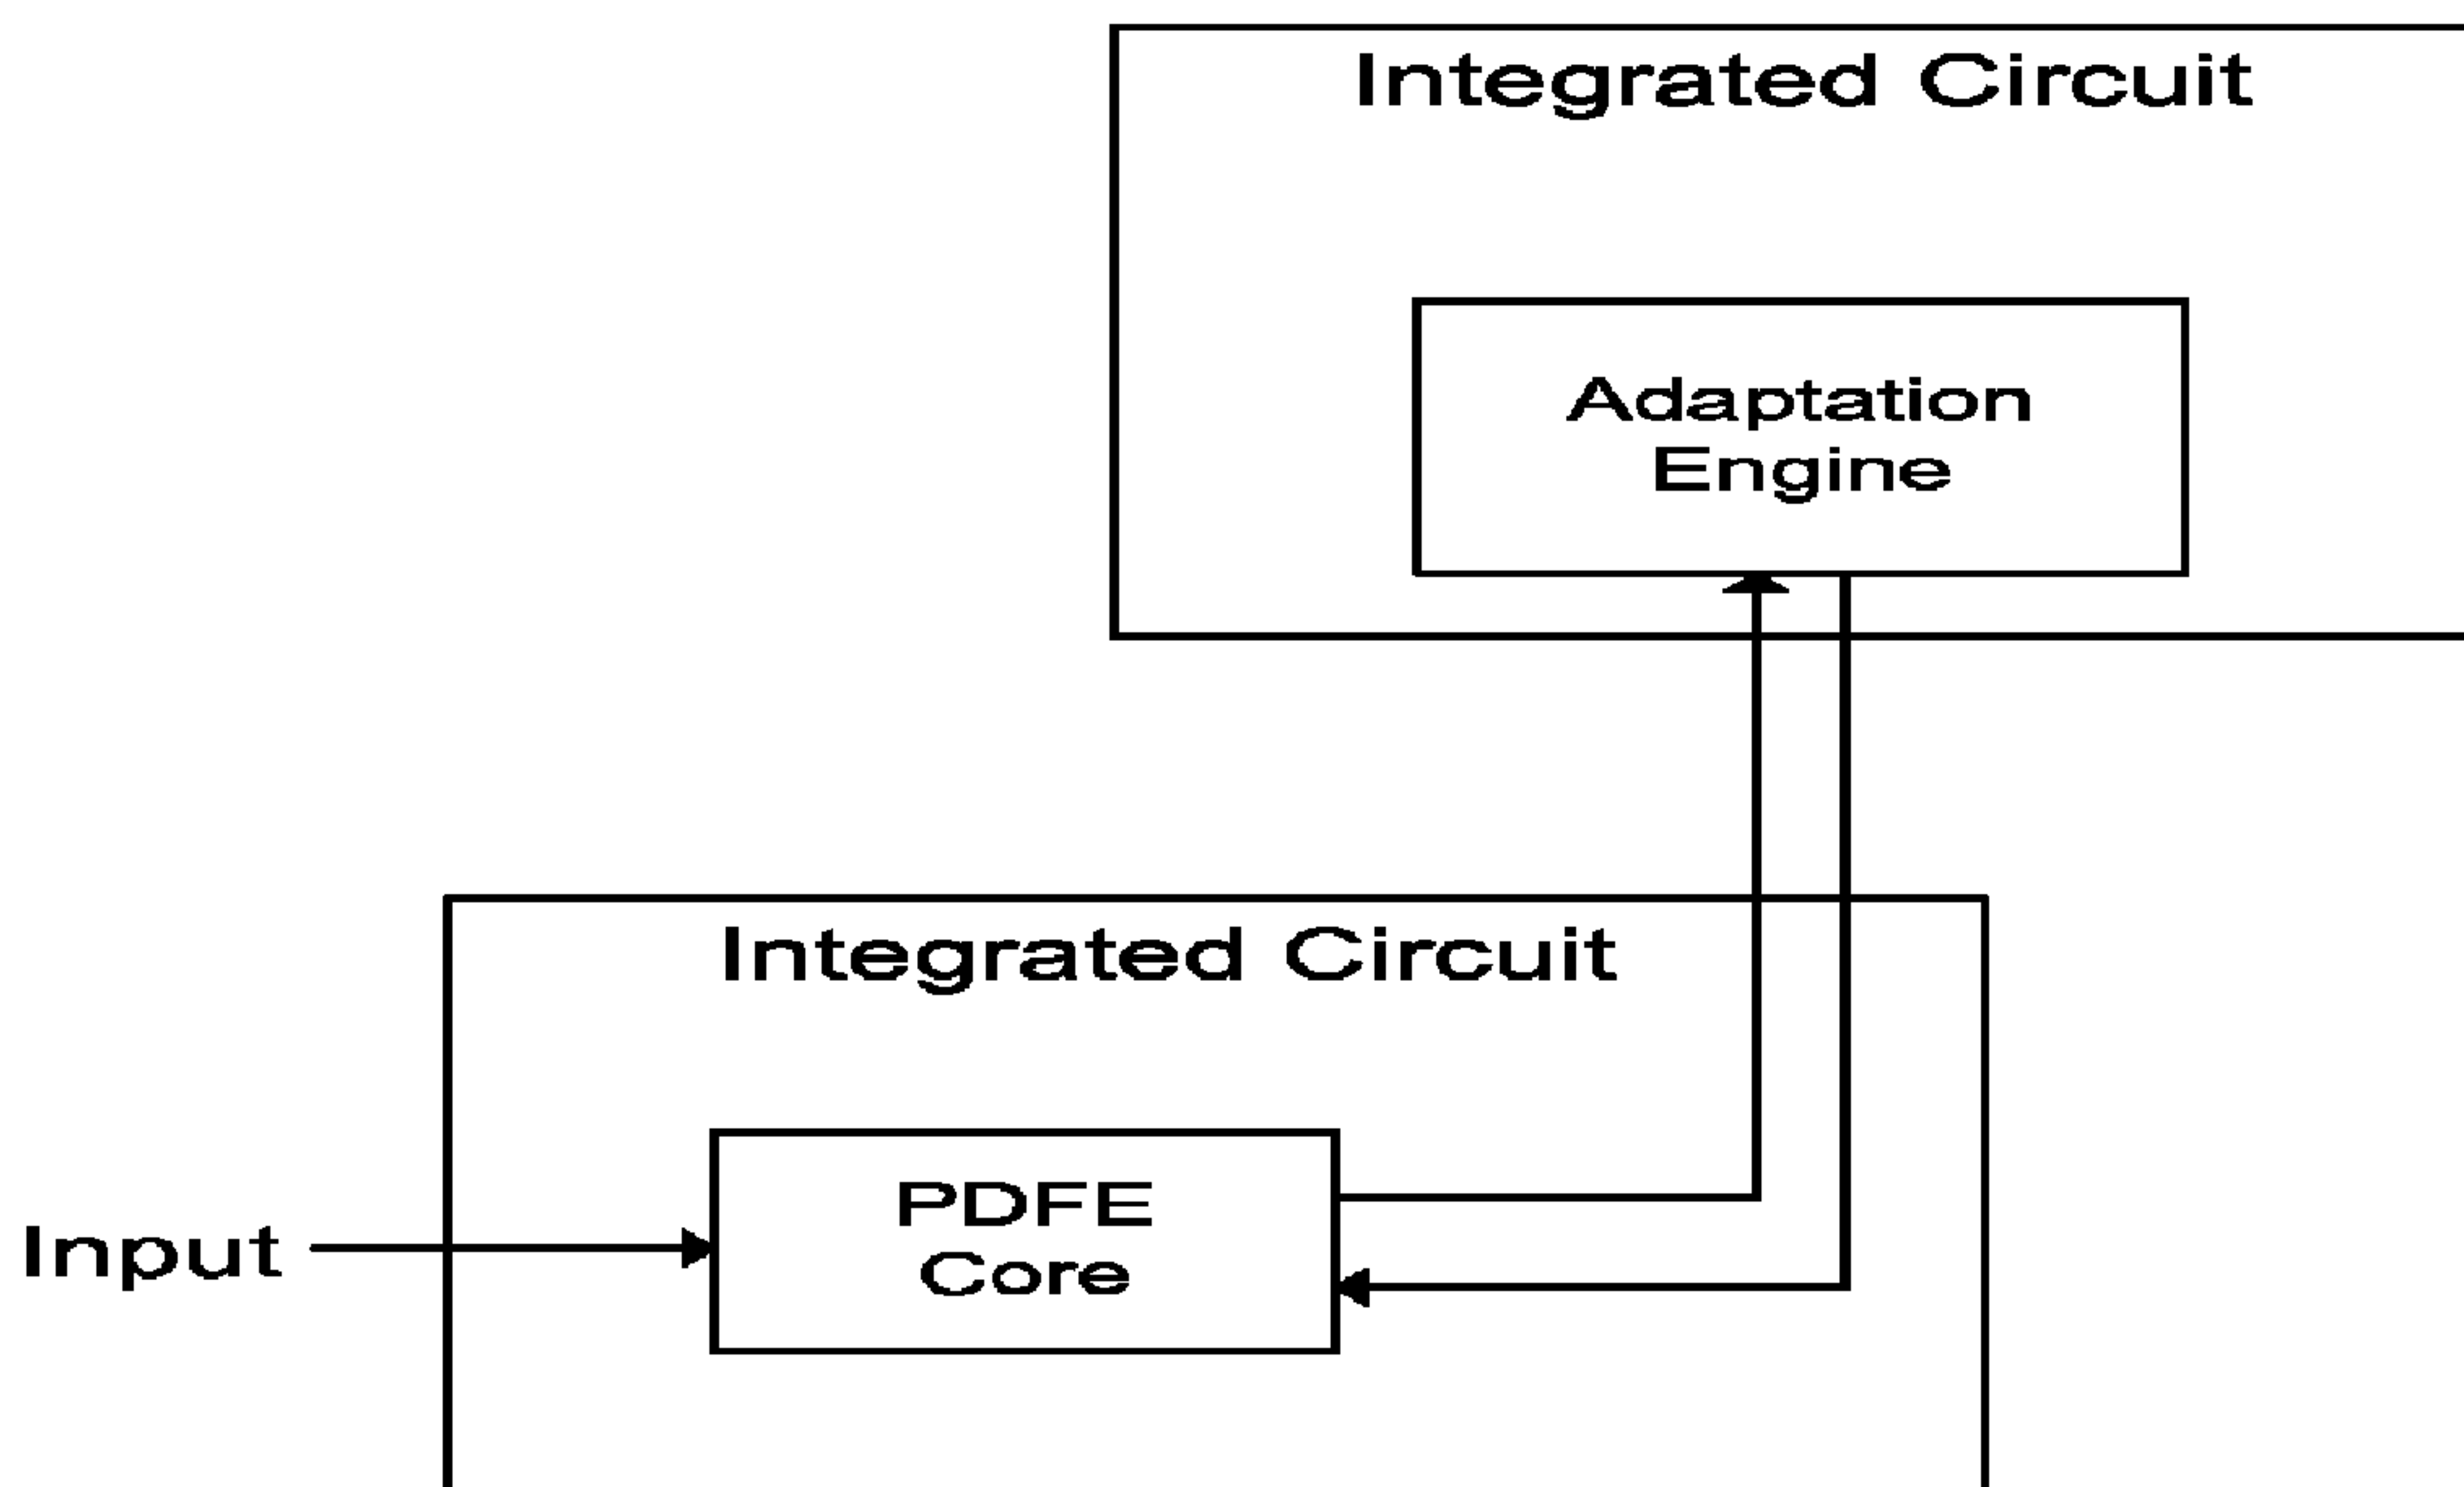 Integrated Circuit
Adaptation
Engine
Integrated Circuit
PDFE
Core
Input